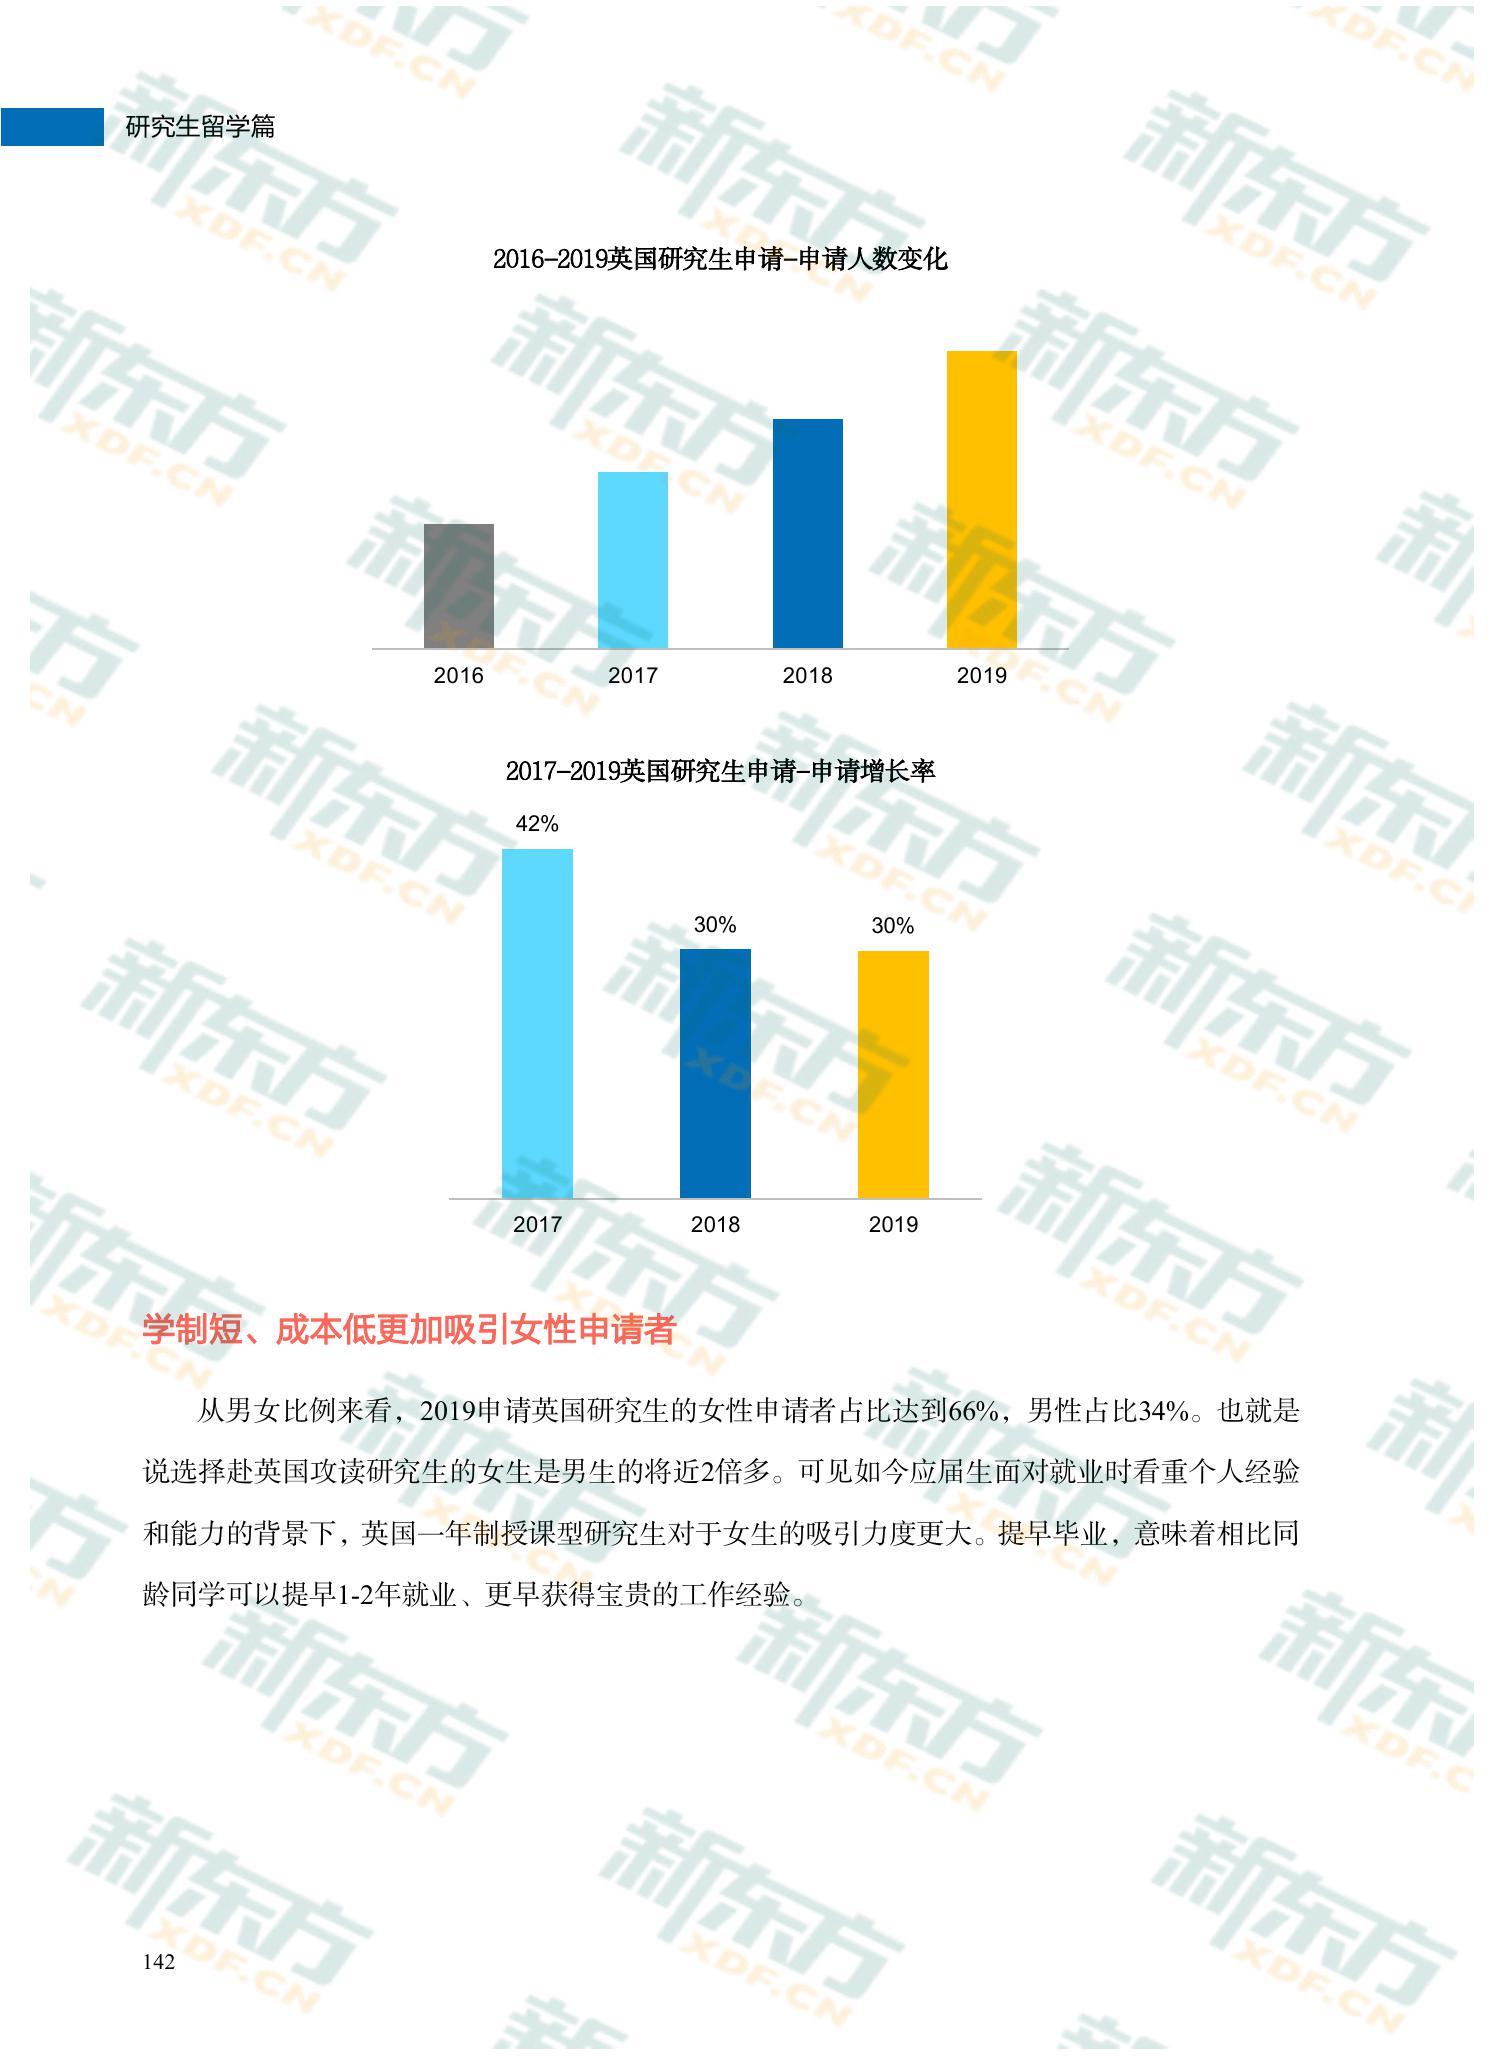 研究生留学篇
2016-2019英国研究生申请-申请人数变化
2016 2017 2018 2019
2017-2019英国研究生申请-申请增长率
42%
30% 30%
2017 2018 2019
学制短、成本低更加吸引女性申请者
从男女比例来看，2019申请英国研究生的女性申请者占比达到66%，男性占比34%。也就是
说选择赴英国攻读研究生的女生是男生的将近2倍多。可见如今应届生面对就业时看重个人经验
和能力的背景下，英国一年制授课型研究生对于女生的吸引力度更大。提早毕业，意味着相比同
龄同学可以提早1-2年就业、更早获得宝贵的工作经验。
142
新东方
XDF.CN